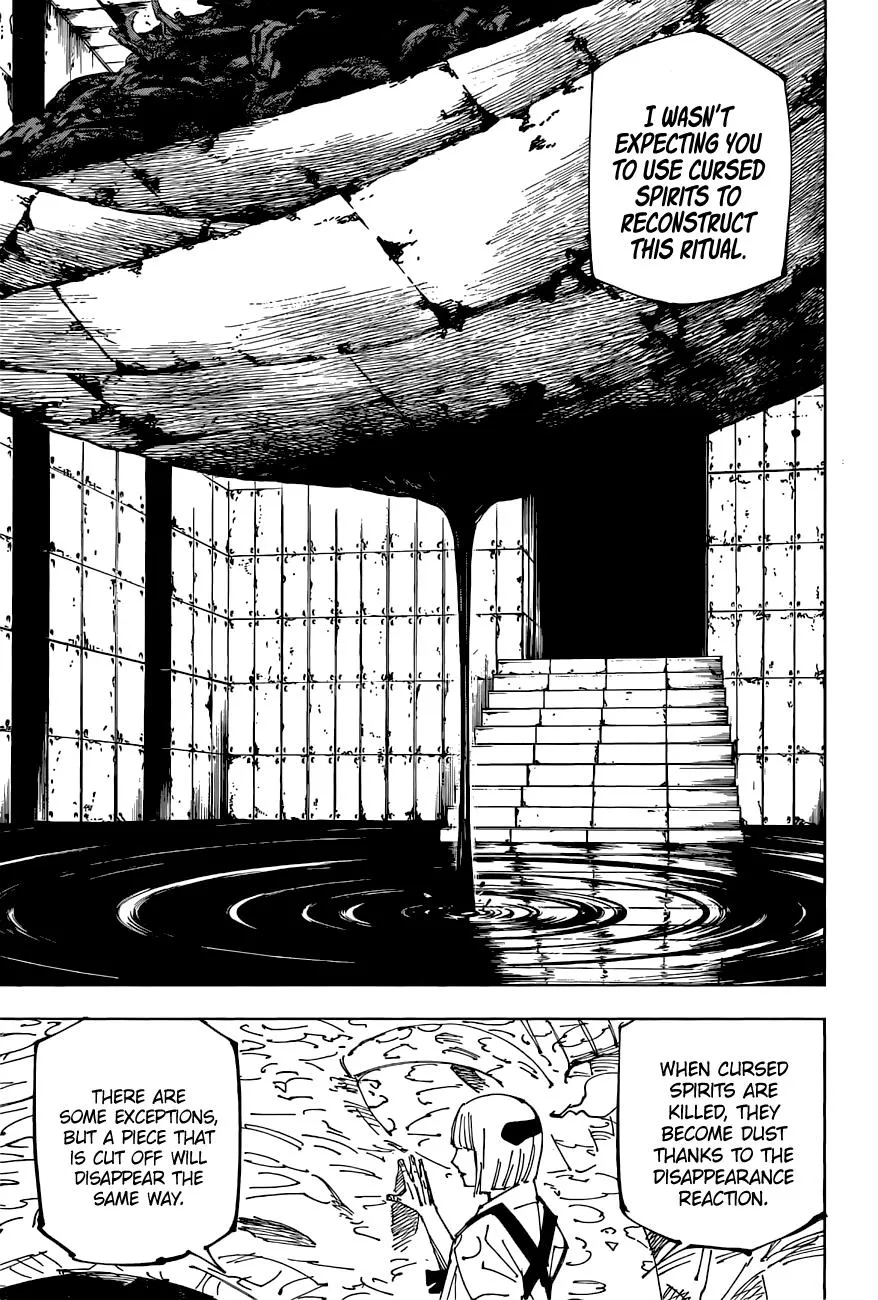 I WASN'T
EXPECTING YOU
TO USE CURSED
SPIRITS TO
RECONSTRUCT
THIS RITUAL.
WHEN CURSED
SPIRITS ARE
KILLED, THEY
BECOME DUST
THANKS TO THE
DISAPPEARANCE
REACTION.
THERE ARE
SOME EXCEPTIONS,
BUT A PIECE THAT
IS CUT OFF WILL
DISAPPEAR THE
SAME WAY.